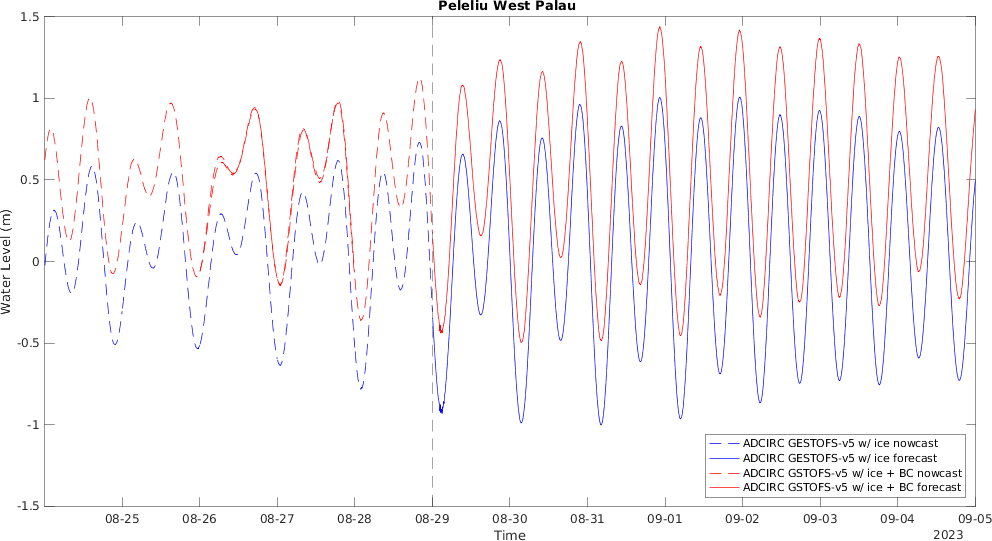 Peleliu West Palau
1.5
1
0.5
0
-0.5
-1
-1.5
Water Level (m)
ADCIRC GESTOFS-v5 w/ ice nowcast
ADCIRC GESTOFS-v5 w/ ice forecast
ADCIRC GSTOFS-v5 w/ ice + BC nowcast
ADCIRC GSTOFS-v5 w/ ice + BC forecast
08-25 08-26 08-27 08-28 08-29 08-30 08-31 09-01 09-02 09-03 09-04 09-05
Time
2023